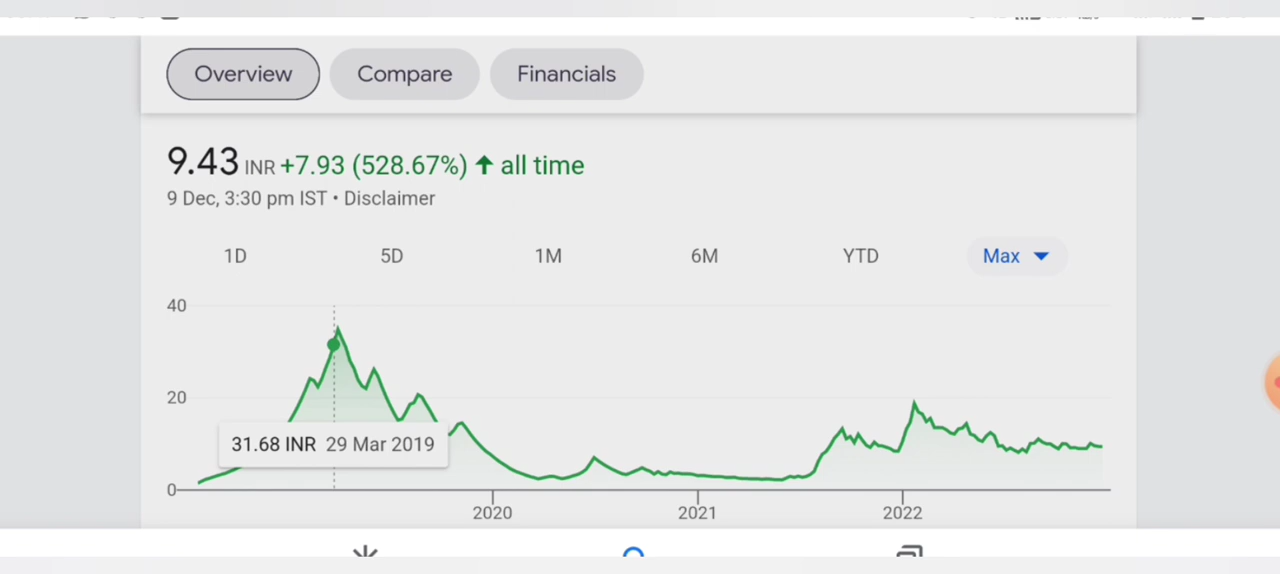 Overview Compare Financials
9.43 INR +7.93 (528.67%) ↑ all time
9 Dec, 3:30 pm IST • Disclaimer
1D 5D 1M 6M YTD Max
40
20
31.68 INR 29 Mar 2019
0
2020 2021 2022